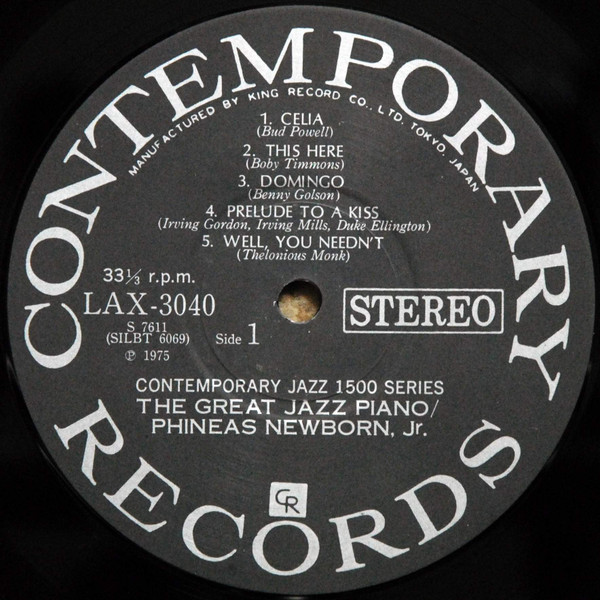 CONTEMPORARY
MANUFACTURED BY KING RECORD CO., LTD. TOKYO, JAPAN
1. CELIA
(Bud Powell)
2. THIS HERE
(Boby Timmons)
3. DOMINGO
(Benny Golson)
4. PRELUDE TO A KISS
(Irving Gordon, Irving Mills, Duke Ellington)
5. WELL, YOU NEEDN'T
(Thelonious Monk)
33⅓ r.p.m.
LAX-3040
S 7611
(SILBT 6069)
Ⓟ 1975
Side 1
STEREO
CONTEMPORARY JAZZ 1500 SERIES
THE GREAT JAZZ PIANO/
PHINEAS NEWBORN, Jr.
CR
RECORDS